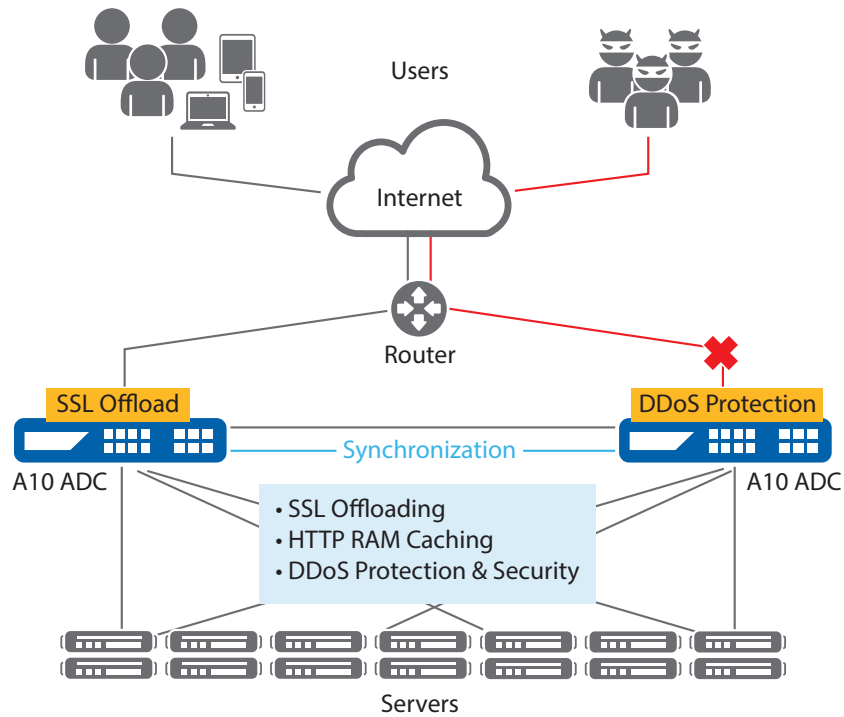 Users
Internet
Router
SSL Offload
DDoS Protection
Synchronization
A10 ADC
A10 ADC
• SSL Offloading
• HTTP RAM Caching
• DDoS Protection & Security
Servers